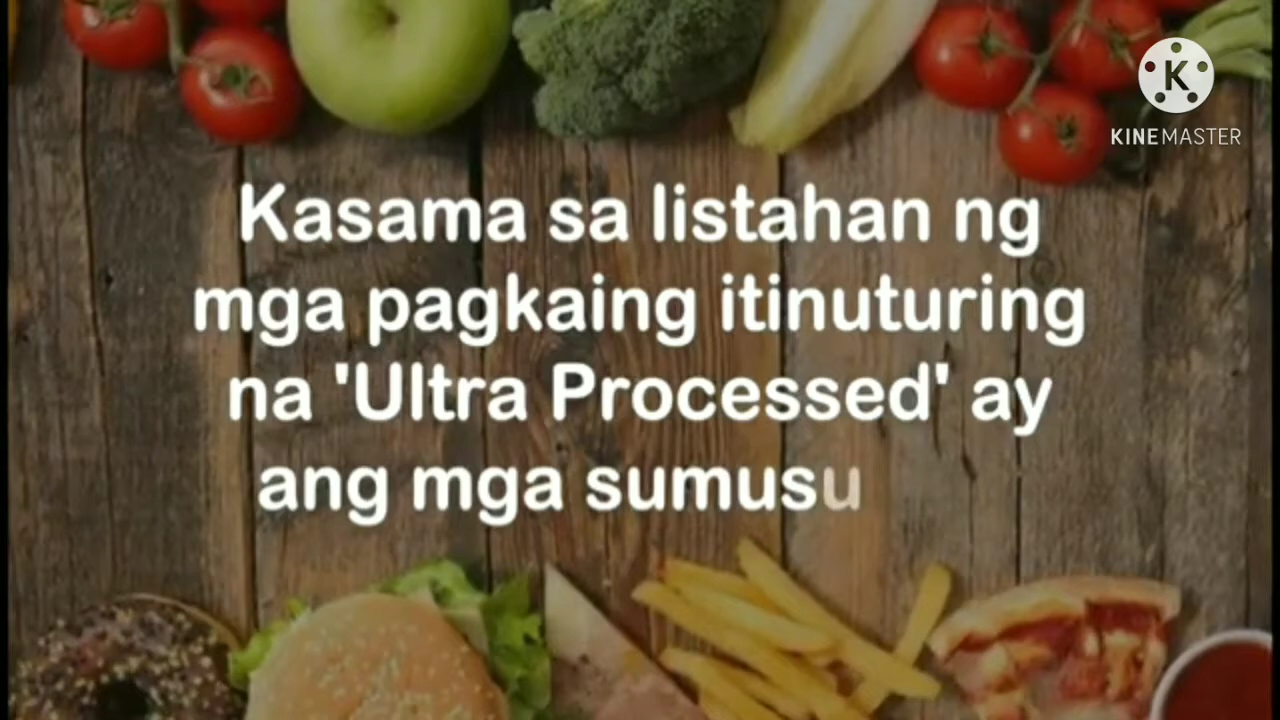 K
KINEMASTER
Kasama sa listahan ng
mga pagkaing itinuturing
na 'Ultra Processed' ay
ang mga sumusu